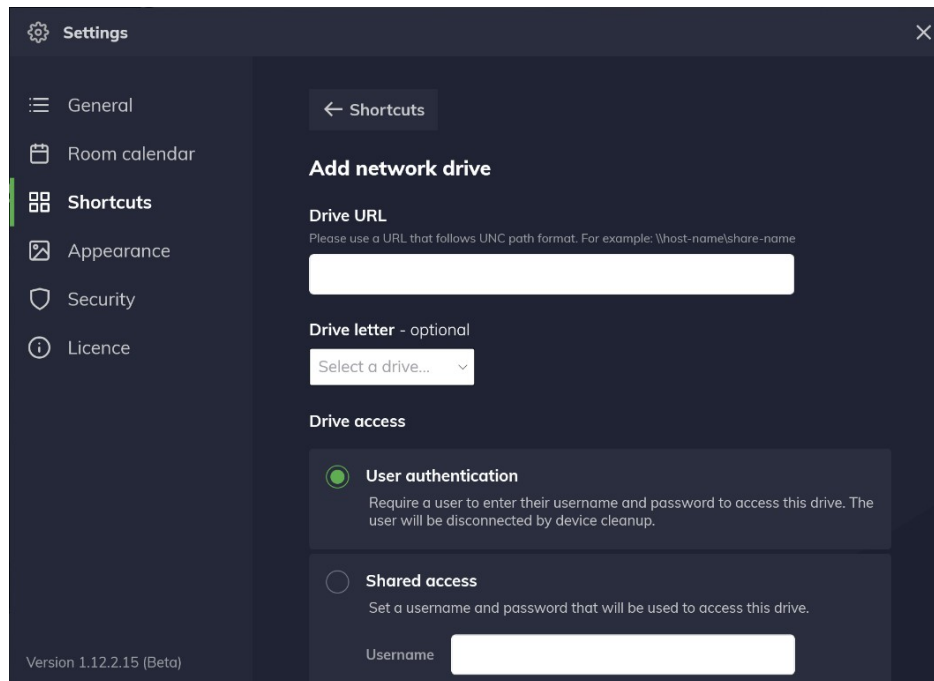 Settings
General
Room calendar
Shortcuts
Appearance
Security
Licence
Version 1.12.2.15 (Beta)
← Shortcuts
Add network drive
Drive URL
Please use a URL that follows UNC path format. For example: \\host-name\share-name
Drive letter - optional
Select a drive...
Drive access
User authentication
Require a user to enter their username and password to access this drive. The
user will be disconnected by device cleanup.
Shared access
Set a username and password that will be used to access this drive.
Username